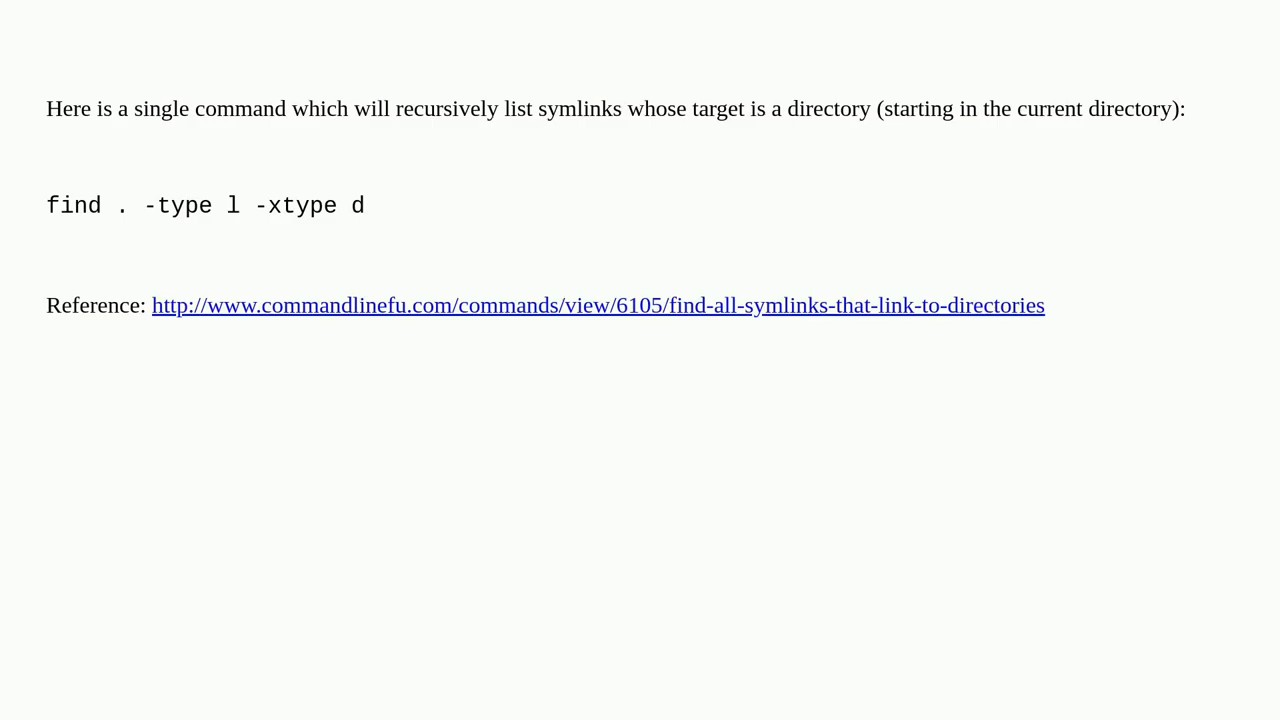 Here is a single command which will recursively list symlinks whose target is a directory (starting in the current directory):
find . -type l -xtype d
Reference: http://www.commandlinefu.com/commands/view/6105/find-all-symlinks-that-link-to-directories